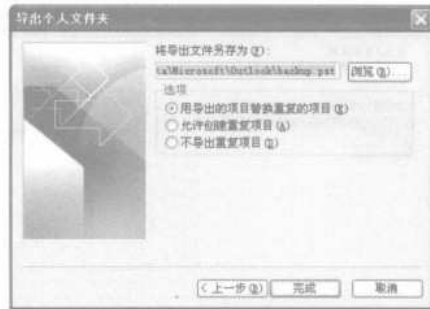 导出个人文件夹
将导出文件另存为(F):
ta\Microsoft\Outlook\backup.pst
浏览(R)...
选项
用导出的项目替换重复的项目(E)
允许创建重复项目(A)
不导出重复项目(D)
<上一步(B)
完成
取消